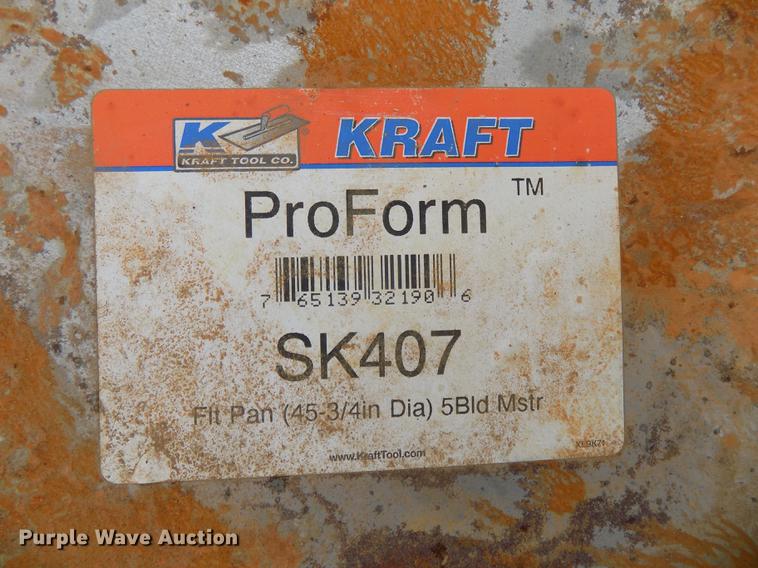 K KRAFT
KRAFT TOOL CO.
ProForm ™
7 65139 32190 6
SK407
Flt Pan (45-3/4in Dia) 5Bld Mstr
www.KraftTool.com
Purple Wave Auction